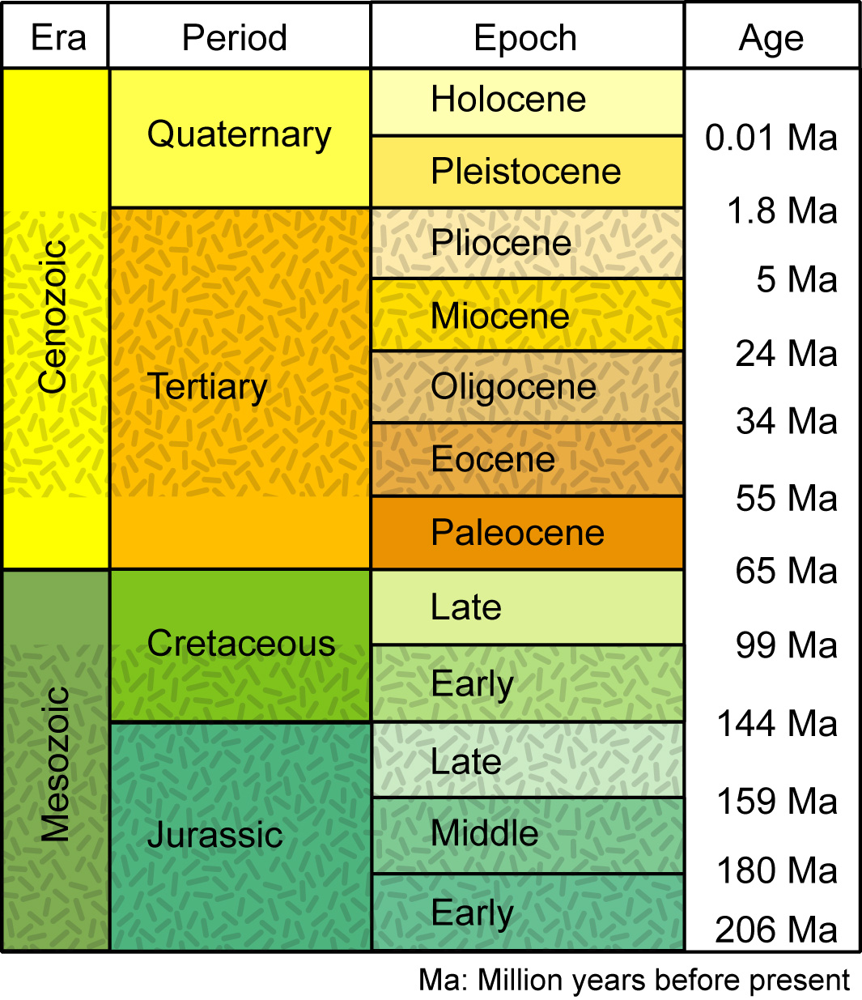 Era Period Epoch Age
Cenozoic
Quaternary
Holocene
0.01 Ma
Pleistocene
1.8 Ma
Tertiary
Pliocene
5 Ma
Miocene
24 Ma
Oligocene
34 Ma
Eocene
55 Ma
Paleocene
65 Ma
Mesozoic
Cretaceous
Late
99 Ma
Early
144 Ma
Jurassic
Late
159 Ma
Middle
180 Ma
Early
206 Ma
Ma: Million years before present